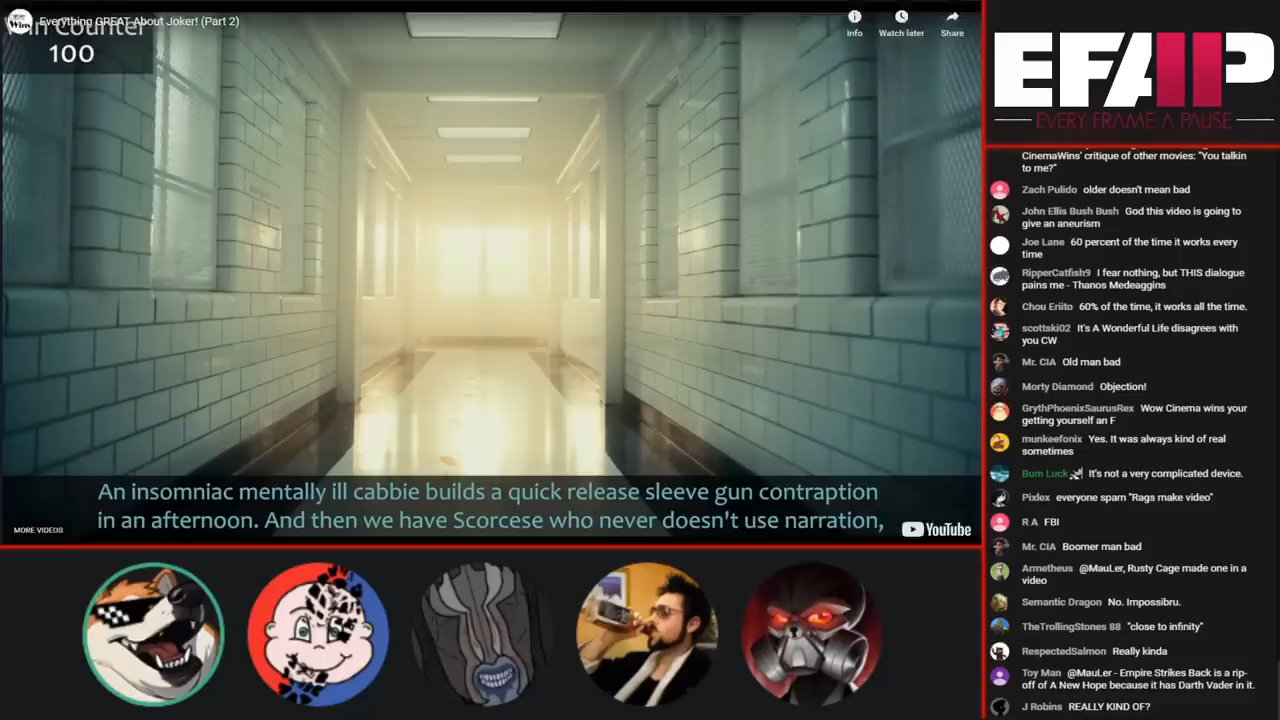 Everything GREAT About Joker! (Part 2)
Win Counter
100
Info
Watch later
Share
An insomniac mentally ill cabbie builds a quick release sleeve gun contraption
in an afternoon. And then we have Scorcese who never doesn't use narration,
MORE VIDEOS
YouTube
EFAP
EVERY FRAME A PAUSE
CinemaWins' critique of other movies: "You talkin
to me?"
Zach Pulido older doesn't mean bad
John Ellis Bush Bush God this video is going to
give an aneurism
Joe Lane 60 percent of the time it works every
time
RipperCatfish9 I fear nothing, but THIS dialogue
pains me - Thanos Medeaggins
Chou Eriito 60% of the time, it works all the time.
scottski02 It's A Wonderful Life disagrees with
you CW
Mr. CIA Old man bad
Morty Diamond Objection!
GrythPhoenixSaurusRex Wow Cinema wins your
getting yourself an F
munkeefonix Yes. It was always kind of real
sometimes
Bum Luck It's not a very complicated device.
Pixlex everyone spam "Rags make video"
R A FBI
Mr. CIA Boomer man bad
Armetheus @MauLer, Rusty Cage made one in a
video
Semantic Dragon No. Impossibru.
TheTrollingStones 88 "close to infinity"
RespectedSalmon Really kinda
Toy Man @MauLer - Empire Strikes Back is a rip-
off of A New Hope because it has Darth Vader in it.
J Robins REALLY KIND OF?